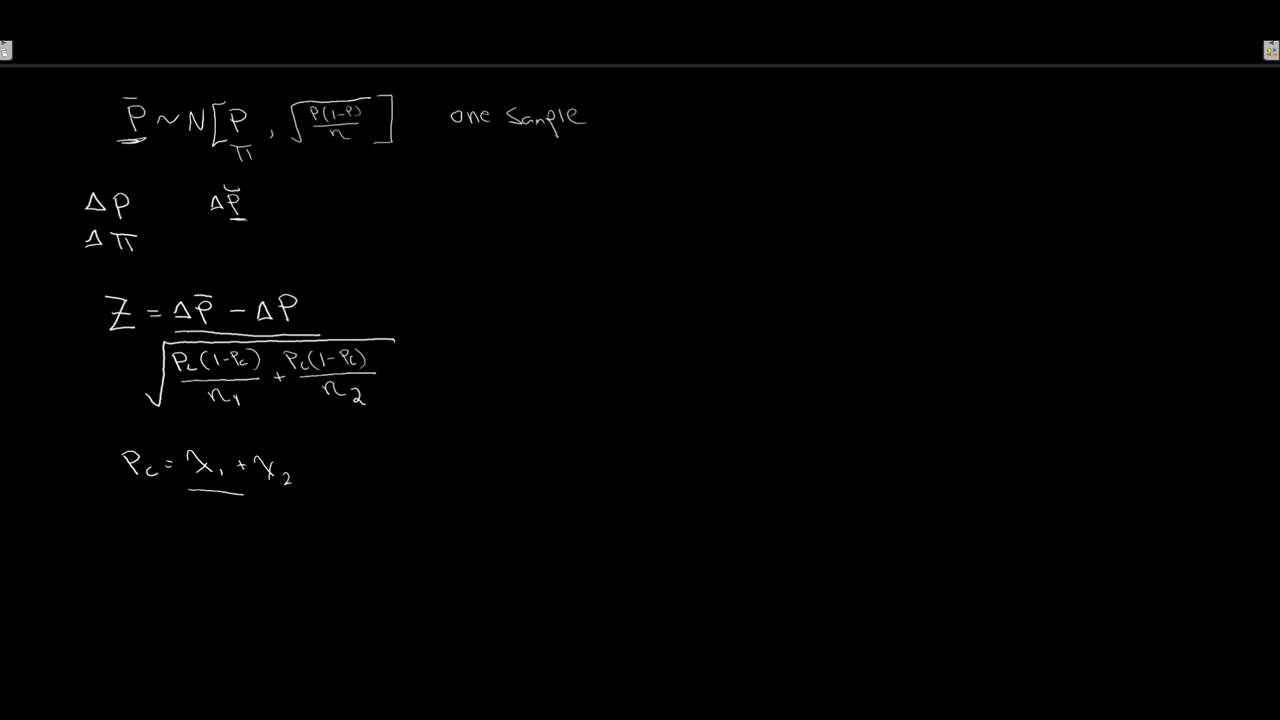 P̄ ~ N[P, √(P(1-P)/n)] one sample
π
ΔP ΔP̄
Δπ
Z = ΔP̄ - ΔP
√(Pc(1-Pc)/n1 + Pc(1-Pc)/n2)
Pc = x1 + x2